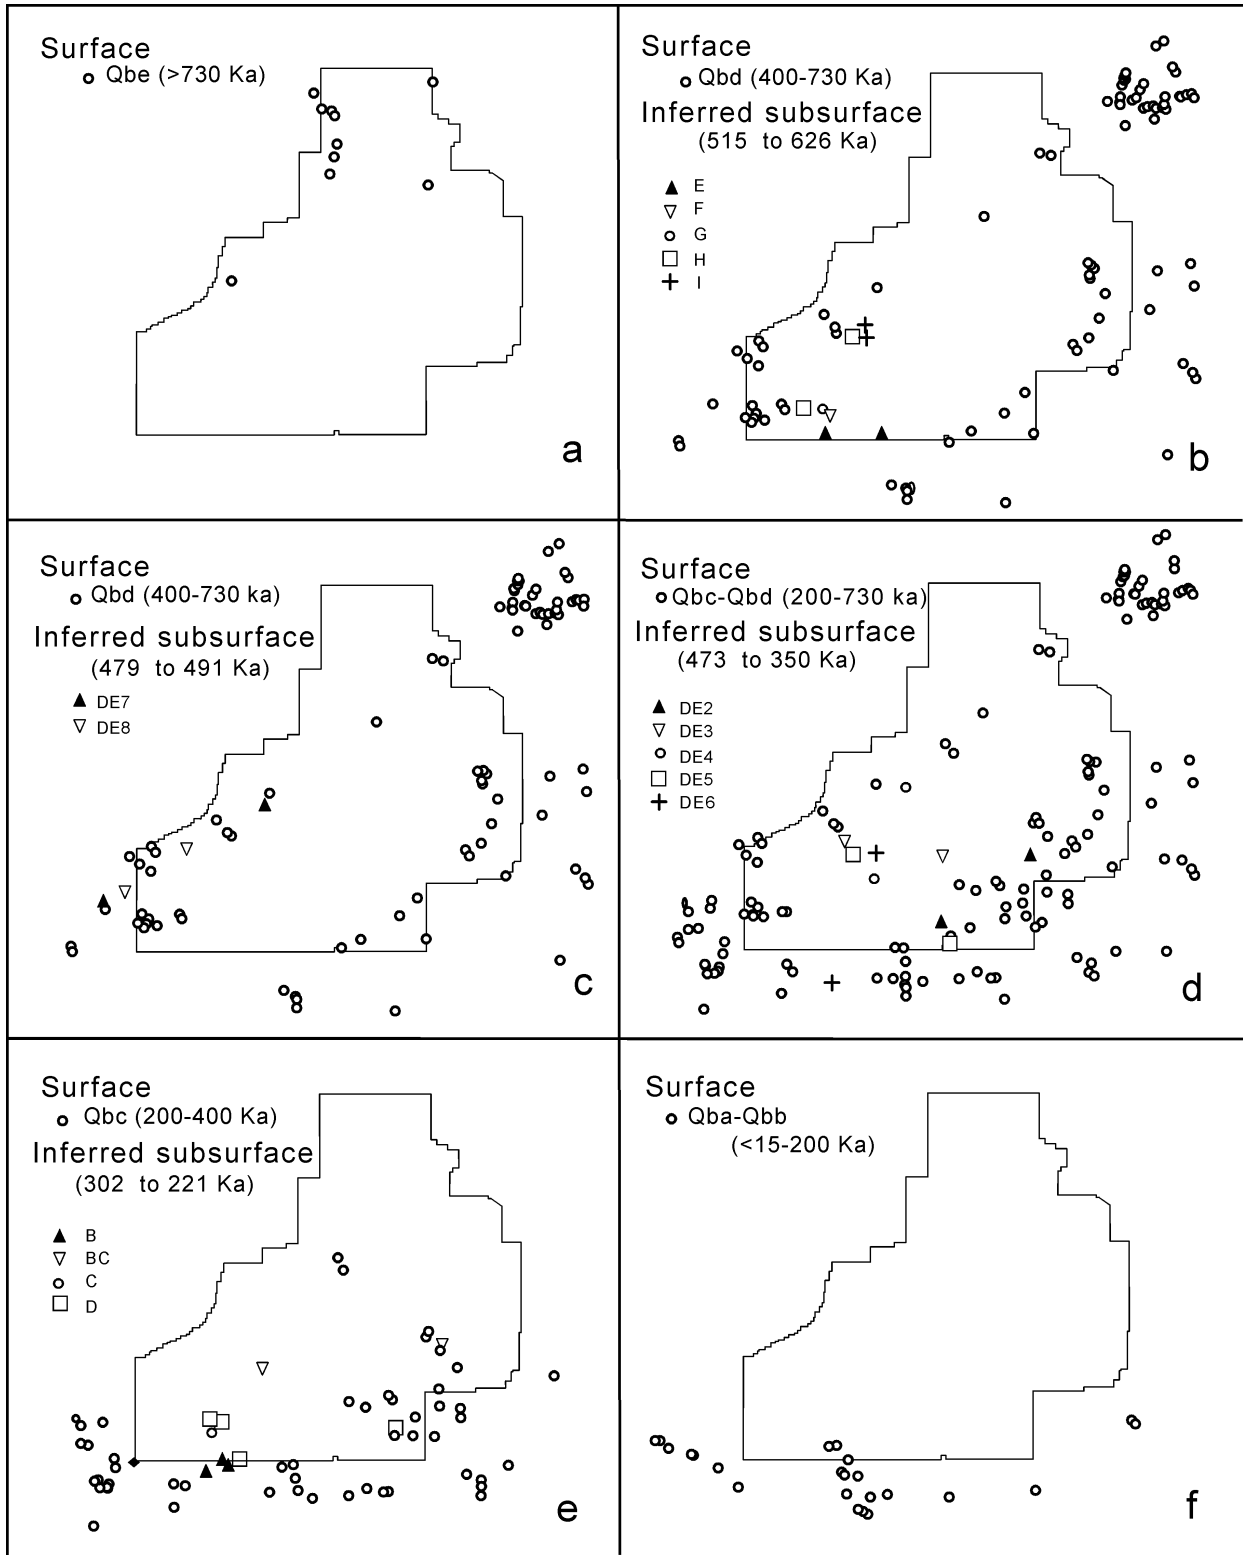 Surface
Qbe (>730 Ka)
a
Surface
Qbd (400-730 Ka)
Inferred subsurface
(515 to 626 Ka)
E
F
G
H
I
b
Surface
Qbd (400-730 ka)
Inferred subsurface
(479 to 491 Ka)
DE7
DE8
c
Surface
Qbc-Qbd (200-730 ka)
Inferred subsurface
(473 to 350 Ka)
DE2
DE3
DE4
DE5
DE6
d
Surface
Qbc (200-400 Ka)
Inferred subsurface
(302 to 221 Ka)
B
BC
C
D
e
Surface
Qba-Qbb
(<15-200 Ka)
f